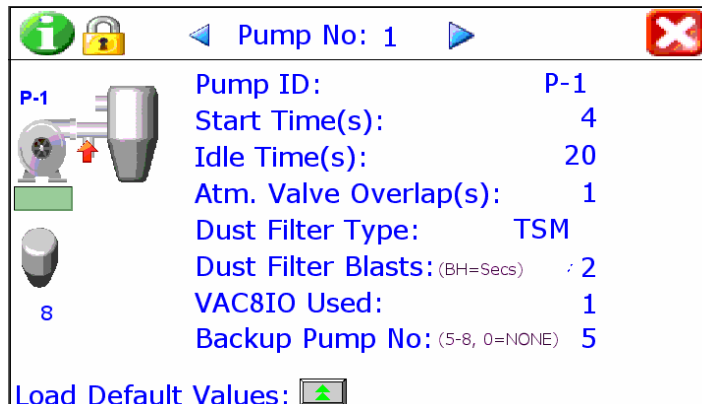 Pump No: 1
P-1
Pump ID: P-1
Start Time(s): 4
Idle Time(s): 20
Atm. Valve Overlap(s): 1
Dust Filter Type: TSM
Dust Filter Blasts: (BH=Secs) 2
VAC8IO Used: 1
8
Backup Pump No: (5-8, 0=NONE) 5
Load Default Values: